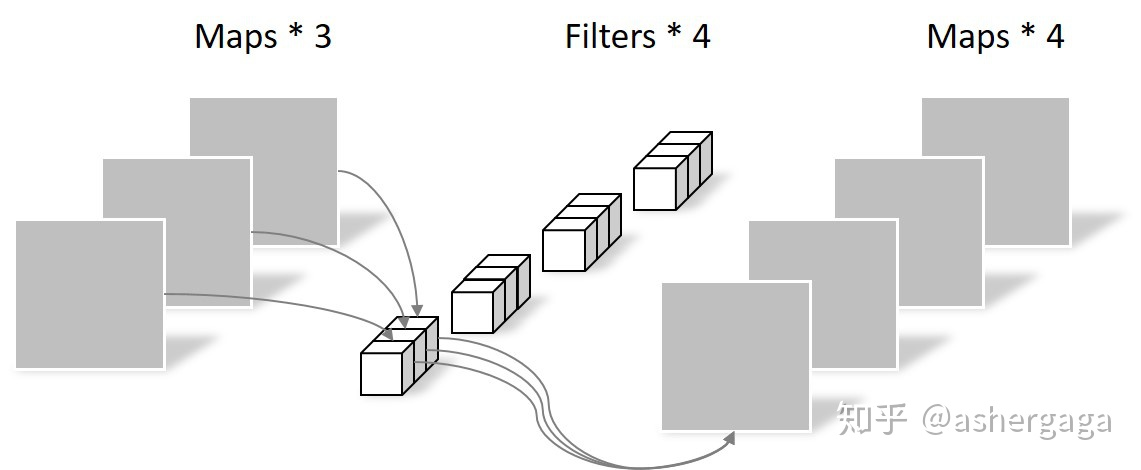 Maps * 3
Filters * 4
Maps * 4
知乎 @ashergaga